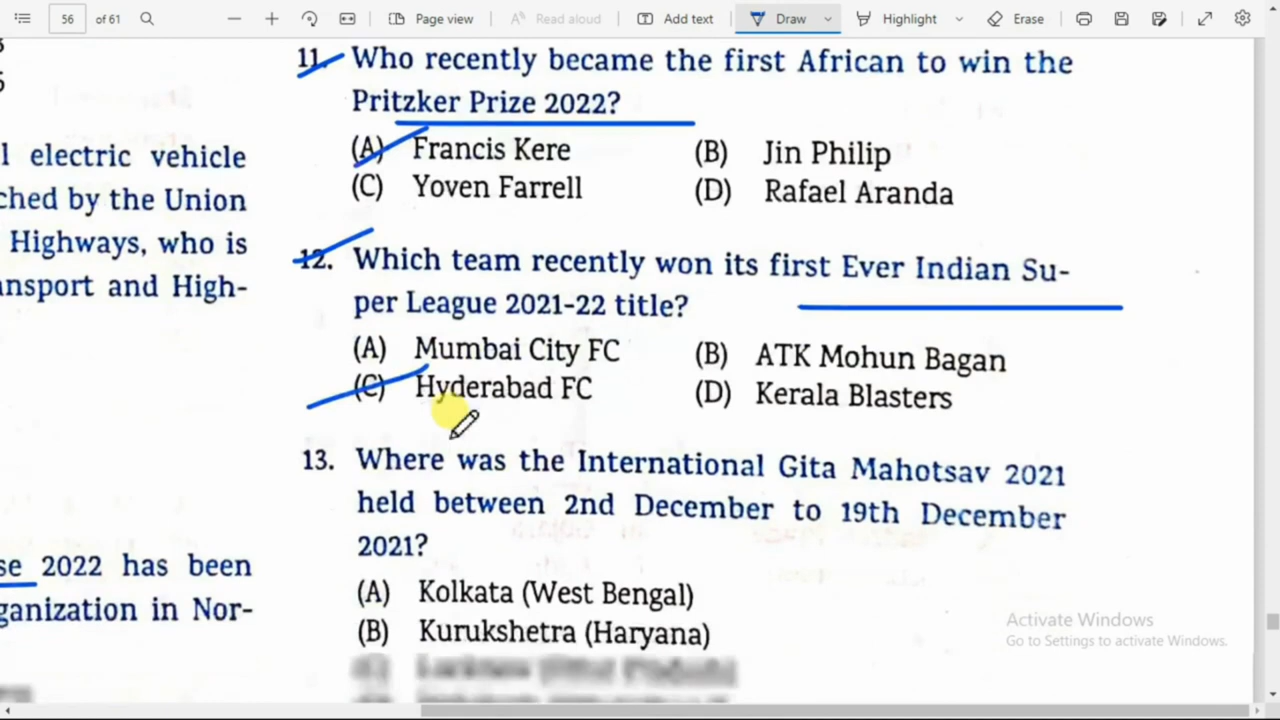 56 of 61 Page view Read aloud Add text Draw Highlight Erase
l electric vehicle
ched by the Union
Highways, who is
ansport and High-
se 2022 has been
ganization in Nor-
11. Who recently became the first African to win the
Pritzker Prize 2022?
(A) Francis Kere (B) Jin Philip
(C) Yoven Farrell (D) Rafael Aranda
12. Which team recently won its first Ever Indian Su-
per League 2021-22 title?
(A) Mumbai City FC (B) ATK Mohun Bagan
(C) Hyderabad FC (D) Kerala Blasters
13. Where was the International Gita Mahotsav 2021
held between 2nd December to 19th December
2021?
(A) Kolkata (West Bengal)
(B) Kurukshetra (Haryana)
Activate Windows
Go to Settings to activate Windows.